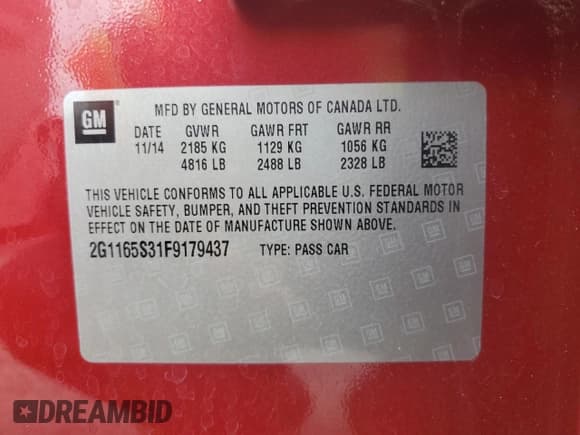 GM
MFD BY GENERAL MOTORS OF CANADA LTD.
DATE GVWR GAWR FRT GAWR RR
11/14 2185 KG 1129 KG 1056 KG
4816 LB 2488 LB 2328 LB
THIS VEHICLE CONFORMS TO ALL APPLICABLE U.S. FEDERAL MOTOR
VEHICLE SAFETY, BUMPER, AND THEFT PREVENTION STANDARDS IN
EFFECT ON THE DATE OF MANUFACTURE SHOWN ABOVE.
2G1165S31F9179437 TYPE: PASS CAR
DREAMBID